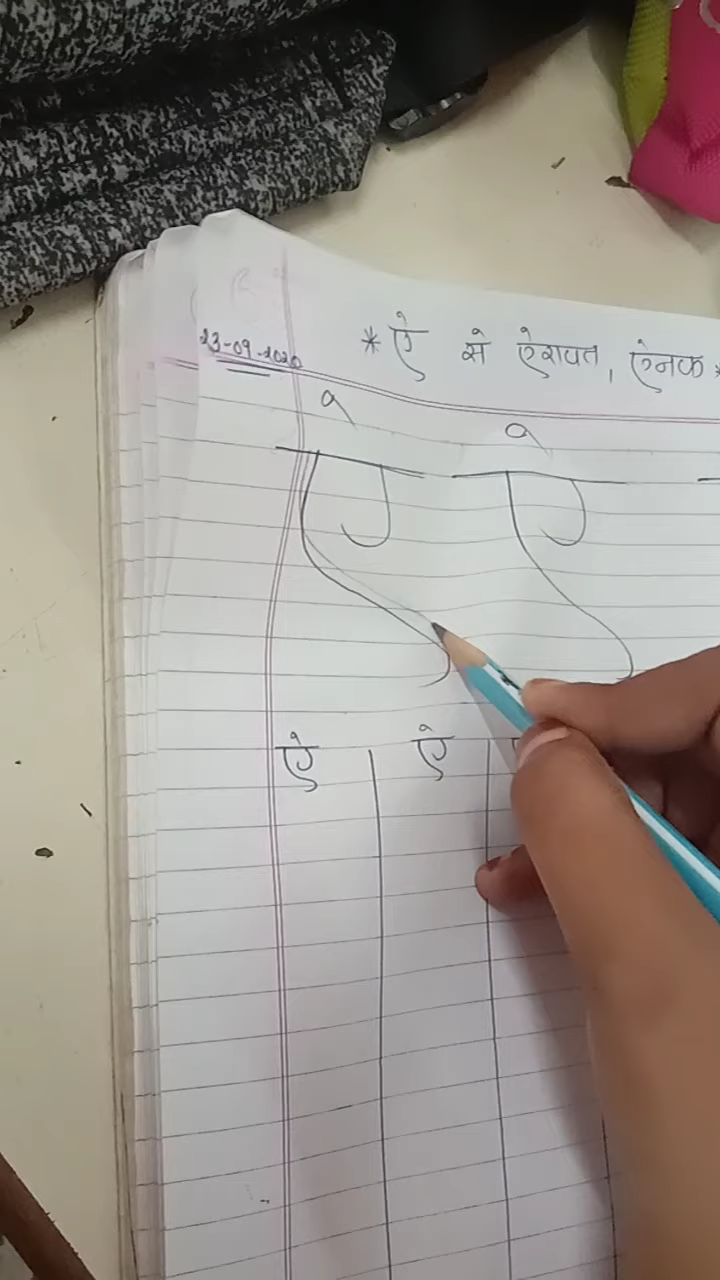 23-09-2020
* ऐ से ऐरावत, ऐनक *
ऐ ऐ
ऐ ऐ